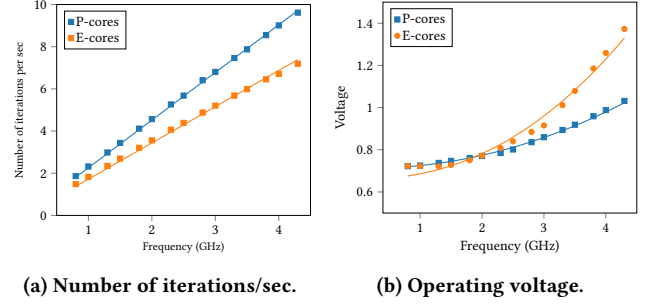 10
8
6
4
2
0
Number of iterations per sec
P-cores
E-cores
1
2
3
4
Frequency (GHz)
(a) Number of iterations/sec.
1.4
1.2
1
0.8
0.6
Voltage
P-cores
E-cores
1
2
3
4
Frequency (GHz)
(b) Operating voltage.